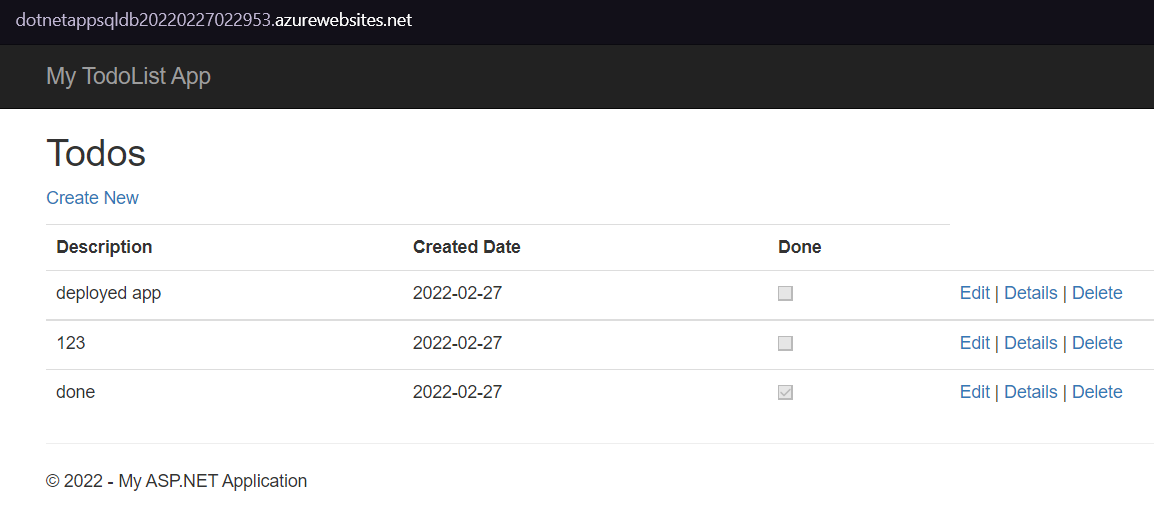 dotnetappsqldb20220227022953.azurewebsites.net
My TodoList App
Todos
Create New
Description Created Date Done
deployed app 2022-02-27 Edit | Details | Delete
123 2022-02-27 Edit | Details | Delete
done 2022-02-27 Edit | Details | Delete
© 2022 - My ASP.NET Application